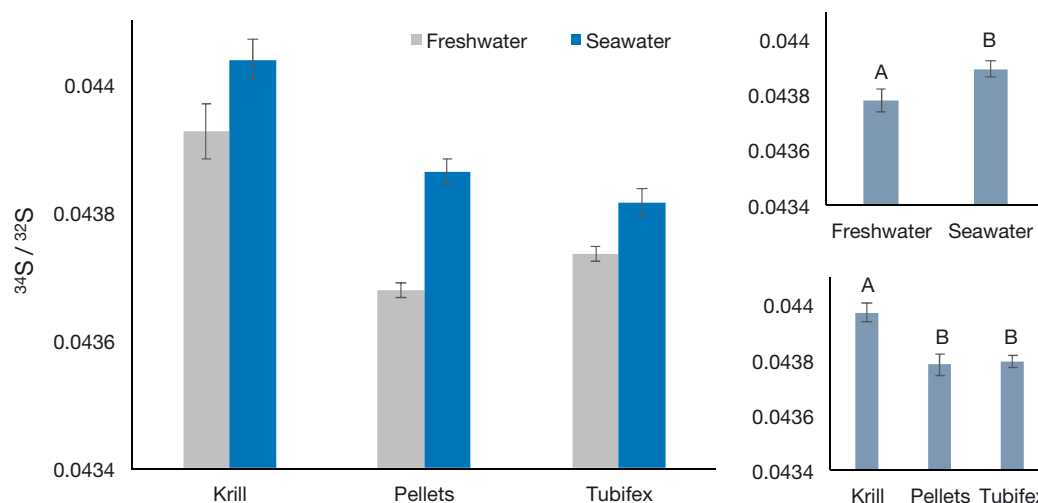 Freshwater Seawater
0.044
0.0438
0.0436
0.0434
34S / 32S
Krill Pellets Tubifex
0.044
0.0438
0.0436
0.0434
A
B
Freshwater Seawater
0.044
0.0438
0.0436
0.0434
A
B
B
Krill Pellets Tubifex